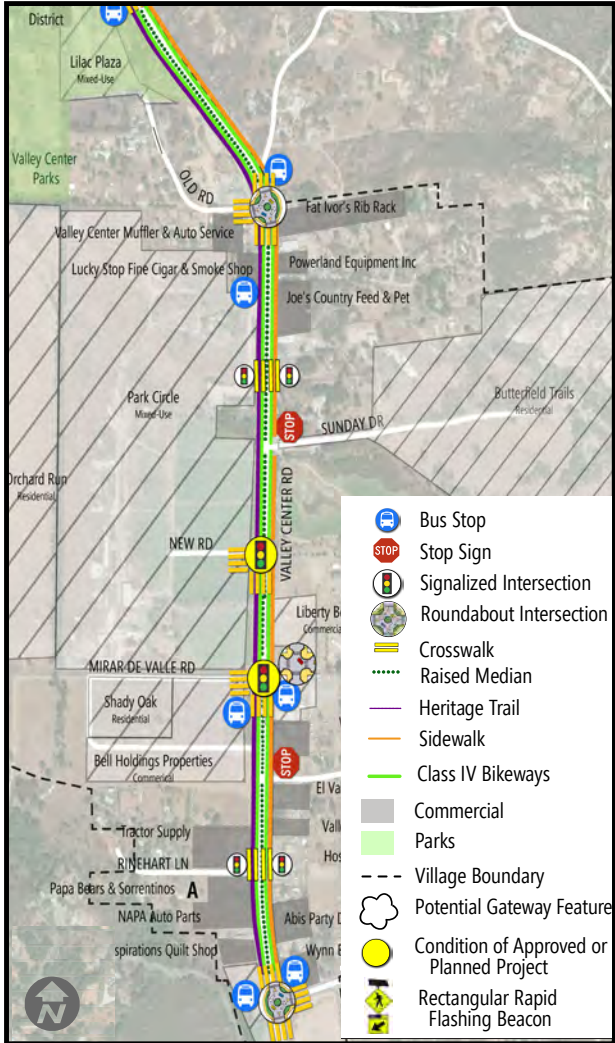 District
Lilac Plaza
Mixed-Use
Valley Center
Parks
OLD RD
Fat Ivor's Rib Rack
Valley Center Muffler & Auto Service
Lucky Stop Fine Cigar & Smoke Shop
Powerland Equipment Inc
Joe's Country Feed & Pet
Park Circle
Mixed-Use
Butterfield Trails
Residential
STOP
SUNDAY DR
Orchard Run
Residential
VALLEY CENTER RD
NEW RD
Liberty B
Commercial
MIRAR DE VALLE RD
Shady Oak
Residential
Bell Holdings Properties
Commerical
STOP
El Va
Tractor Supply
Valle
RINEHART LN
Hos
Papa Bears & Sorrentinos
A
NAPA Auto Parts
Abis Party
spirations Quilt Shop
Wynn
N
Bus Stop
STOP
Stop Sign
Signalized Intersection
Roundabout Intersection
Crosswalk
Raised Median
Heritage Trail
Sidewalk
Class IV Bikeways
Commercial
Parks
Village Boundary
Potential Gateway Feature
Condition of Approved or
Planned Project
Rectangular Rapid
Flashing Beacon